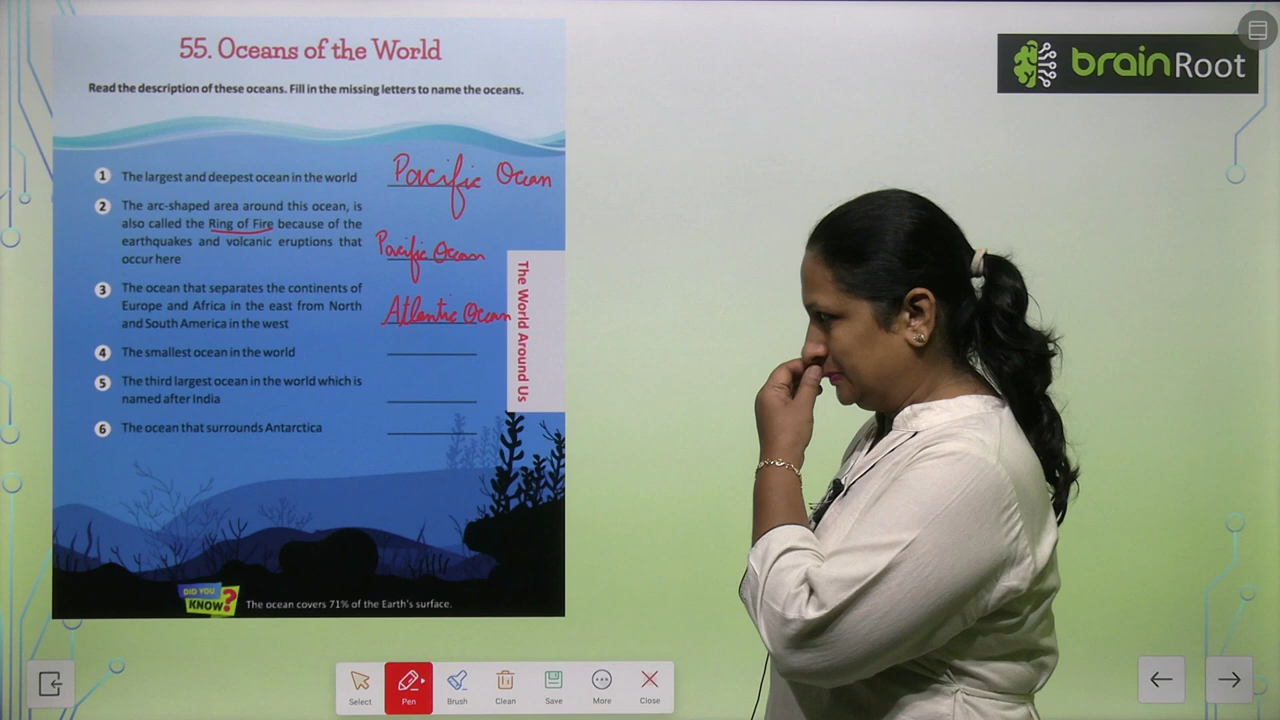 55. Oceans of the World
brainRoot
Read the description of these oceans. Fill in the missing letters to name the oceans.
1 The largest and deepest ocean in the world
Pacific Ocean
2 The arc-shaped area around this ocean, is
also called the Ring of Fire because of the
earthquakes and volcanic eruptions that
occur here
Pacific Ocean
3 The ocean that separates the continents of
Europe and Africa in the east from North
and South America in the west
Atlantic Ocean
4 The smallest ocean in the world
5 The third largest ocean in the world which is
named after India
6 The ocean that surrounds Antarctica
The World Around Us
DID YOU
KNOW?
The ocean covers 71% of the Earth's surface.
Select
Pen
Brush
Clean
Save
More
Close